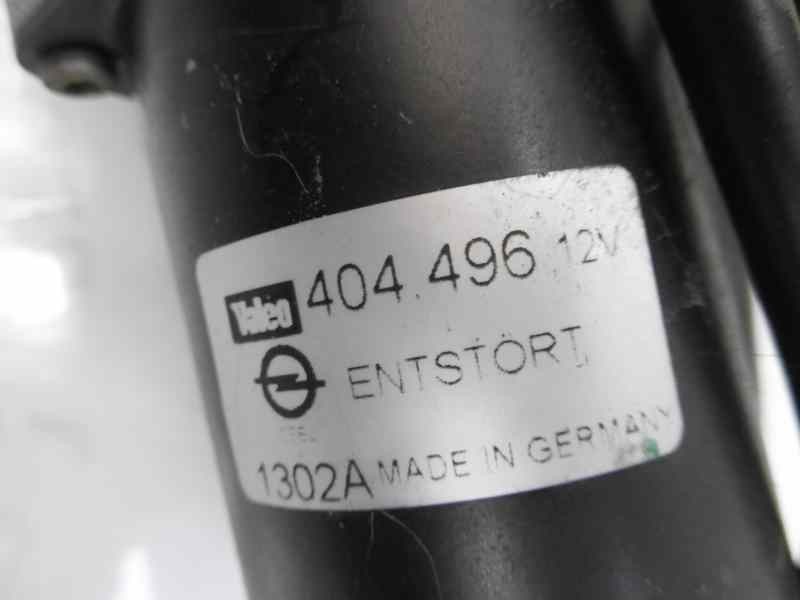 Valeo 404.496 12V
ENTSTÖRT
1302A MADE IN GERMANY